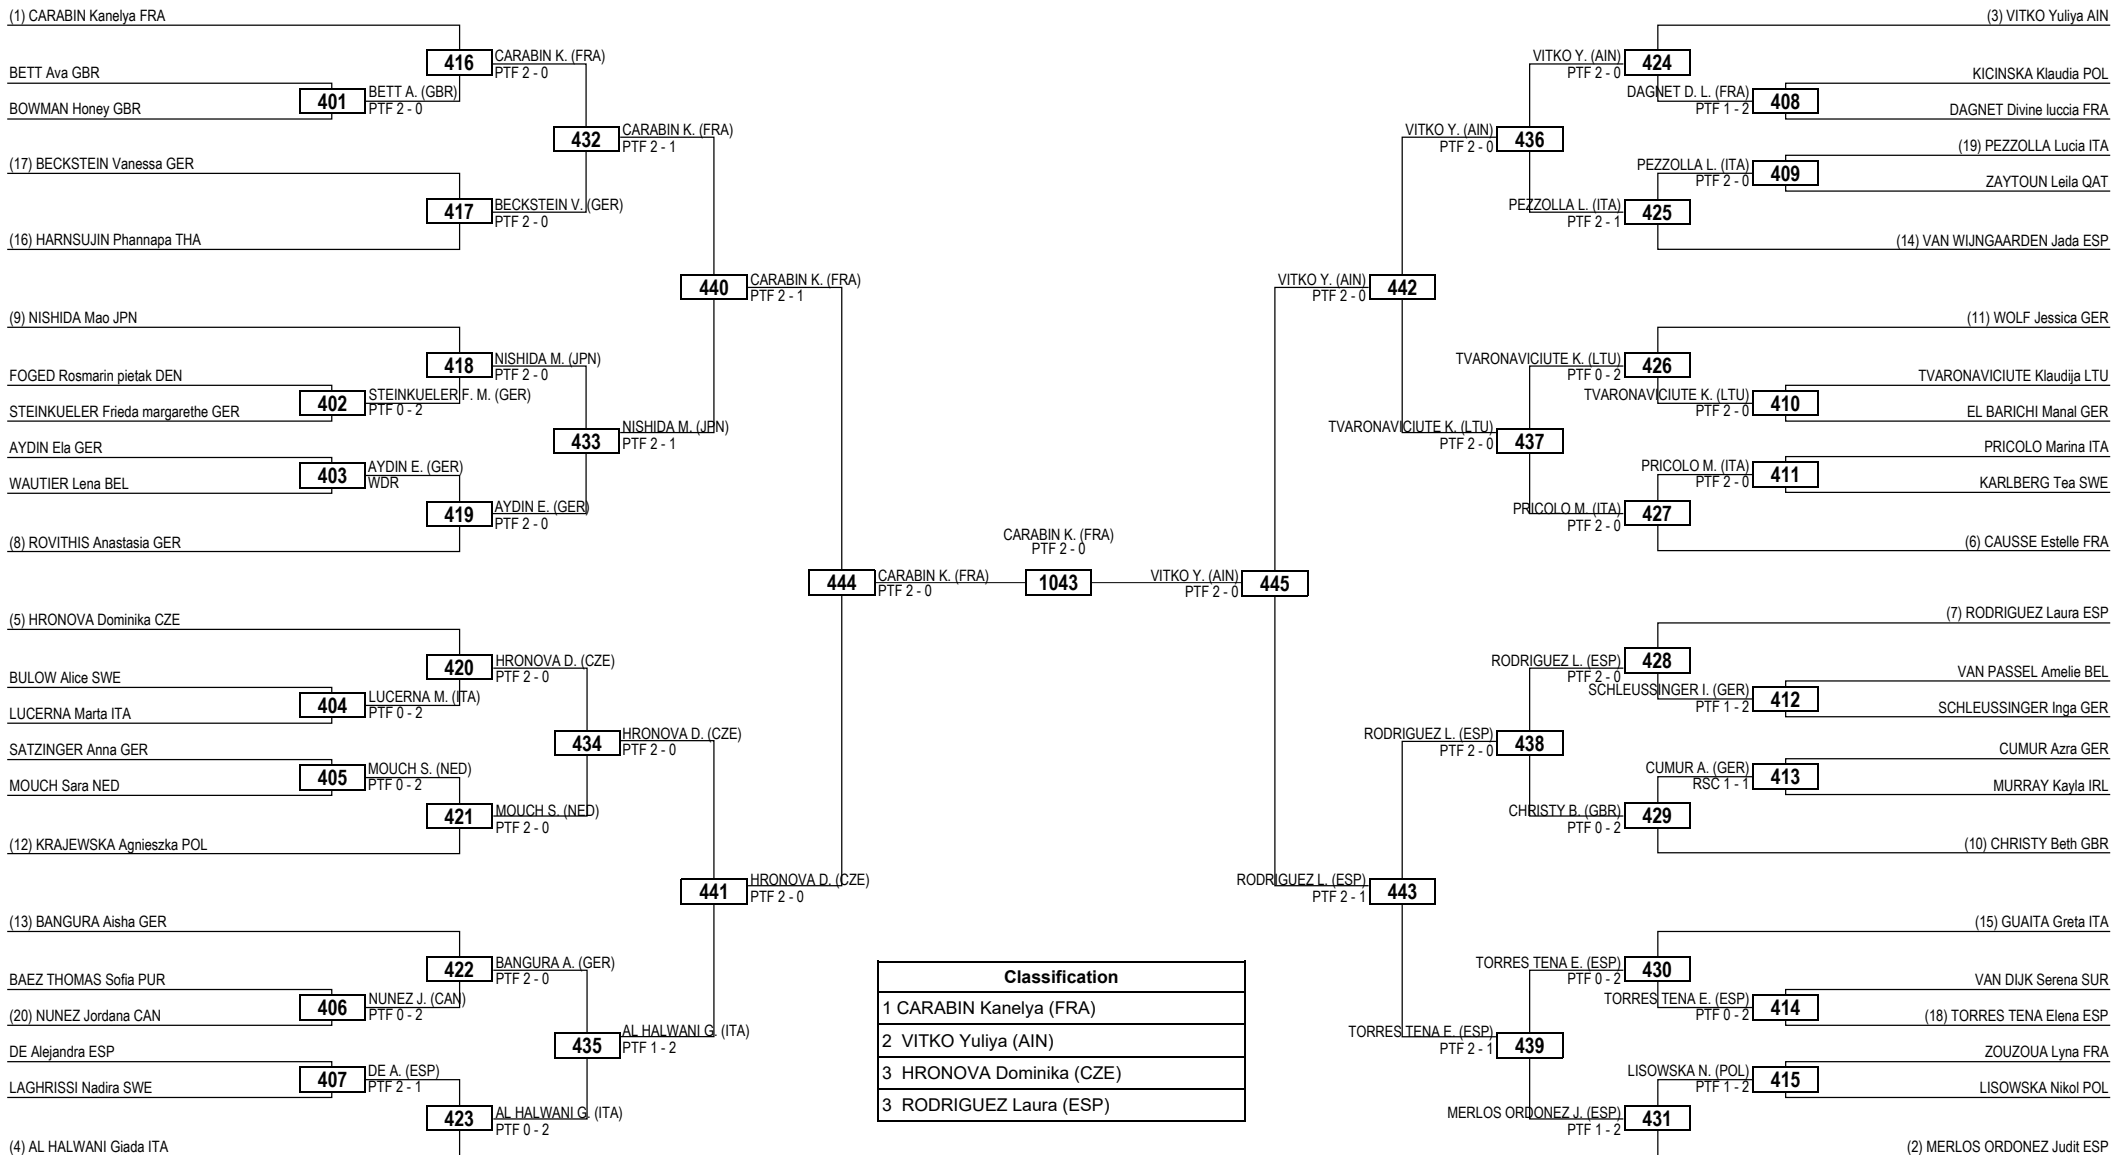 (1) CARABIN Kanelya FRA
BETT Ava GBR
BOWMAN Honey GBR
(17) BECKSTEIN Vanessa GER
(16) HARNSUJIN Phannapa THA
(9) NISHIDA Mao JPN
FOGED Rosmarin pietak DEN
STEINKUELER Frieda margarethe GER
AYDIN Ela GER
WAUTIER Lena BEL
(8) ROVITHIS Anastasia GER
(5) HRONOVA Dominika CZE
BULOW Alice SWE
LUCERNA Marta ITA
SATZINGER Anna GER
MOUCH Sara NED
(12) KRAJEWSKA Agnieszka POL
(13) BANGURA Aisha GER
BAEZ THOMAS Sofia PUR
(20) NUNEZ Jordana CAN
DE Alejandra ESP
LAGHRISSI Nadira SWE
(4) AL HALWANI Giada ITA
401
BETT A. (GBR)
PTF 2 - 0
402
STEINKUELER F. M. (GER)
PTF 0 - 2
403
AYDIN E. (GER)
WDR
404
LUCERNA M. (ITA)
PTF 0 - 2
405
MOUCH S. (NED)
PTF 0 - 2
406
NUNEZ J. (CAN)
PTF 0 - 2
407
DE A. (ESP)
PTF 2 - 1
416
CARABIN K. (FRA)
PTF 2 - 0
417
BECKSTEIN V. (GER)
PTF 2 - 0
418
NISHIDA M. (JPN)
PTF 2 - 0
419
AYDIN E. (GER)
PTF 2 - 0
420
HRONOVA D. (CZE)
PTF 2 - 0
421
MOUCH S. (NED)
PTF 2 - 0
422
BANGURA A. (GER)
PTF 2 - 0
423
AL HALWANI G. (ITA)
PTF 0 - 2
432
CARABIN K. (FRA)
PTF 2 - 1
433
NISHIDA M. (JPN)
PTF 2 - 1
434
HRONOVA D. (CZE)
PTF 2 - 0
435
AL HALWANI G. (ITA)
PTF 1 - 2
440
CARABIN K. (FRA)
PTF 2 - 1
441
HRONOVA D. (CZE)
PTF 2 - 0
444
CARABIN K. (FRA)
PTF 2 - 0
CARABIN K. (FRA)
PTF 2 - 0
1043
VITKO Y. (AIN)
PTF 2 - 0
445
VITKO Y. (AIN)
PTF 2 - 0
442
RODRIGUEZ L. (ESP)
PTF 2 - 1
443
VITKO Y. (AIN)
PTF 2 - 0
436
TVARONAVICIUTE K. (LTU)
PTF 2 - 0
437
RODRIGUEZ L. (ESP)
PTF 2 - 0
438
TORRES TENA E. (ESP)
PTF 2 - 1
439
VITKO Y. (AIN)
PTF 2 - 0
424
PEZZOLLA L. (ITA)
PTF 2 - 1
425
TVARONAVICIUTE K. (LTU)
PTF 0 - 2
426
PRICOLO M. (ITA)
PTF 2 - 0
427
RODRIGUEZ L. (ESP)
PTF 2 - 0
428
CHRISTY B. (GBR)
PTF 0 - 2
429
TORRES TENA E. (ESP)
PTF 0 - 2
430
MERLOS ORDONEZ J. (ESP)
PTF 1 - 2
431
DAGNET D. L. (FRA)
PTF 1 - 2
408
PEZZOLLA L. (ITA)
PTF 2 - 0
409
TVARONAVICIUTE K. (LTU)
PTF 2 - 0
410
PRICOLO M. (ITA)
PTF 2 - 0
411
SCHLEUSSINGER I. (GER)
PTF 1 - 2
412
CUMUR A. (GER)
RSC 1 - 1
413
TORRES TENA E. (ESP)
PTF 0 - 2
414
LISOWSKA N. (POL)
PTF 1 - 2
415
(3) VITKO Yuliya AIN
KICINSKA Klaudia POL
DAGNET Divine luccia FRA
(19) PEZZOLLA Lucia ITA
ZAYTOUN Leila QAT
(14) VAN WIJNGAARDEN Jada ESP
(11) WOLF Jessica GER
TVARONAVICIUTE Klaudija LTU
EL BARICHI Manal GER
PRICOLO Marina ITA
KARLBERG Tea SWE
(6) CAUSSE Estelle FRA
(7) RODRIGUEZ Laura ESP
VAN PASSEL Amelie BEL
SCHLEUSSINGER Inga GER
CUMUR Azra GER
MURRAY Kayla IRL
(10) CHRISTY Beth GBR
(15) GUAITA Greta ITA
VAN DIJK Serena SUR
(18) TORRES TENA Elena ESP
ZOUZOUA Lyna FRA
LISOWSKA Nikol POL
(2) MERLOS ORDONEZ Judit ESP
Classification
1 CARABIN Kanelya (FRA)
2 VITKO Yuliya (AIN)
3 HRONOVA Dominika (CZE)
3 RODRIGUEZ Laura (ESP)